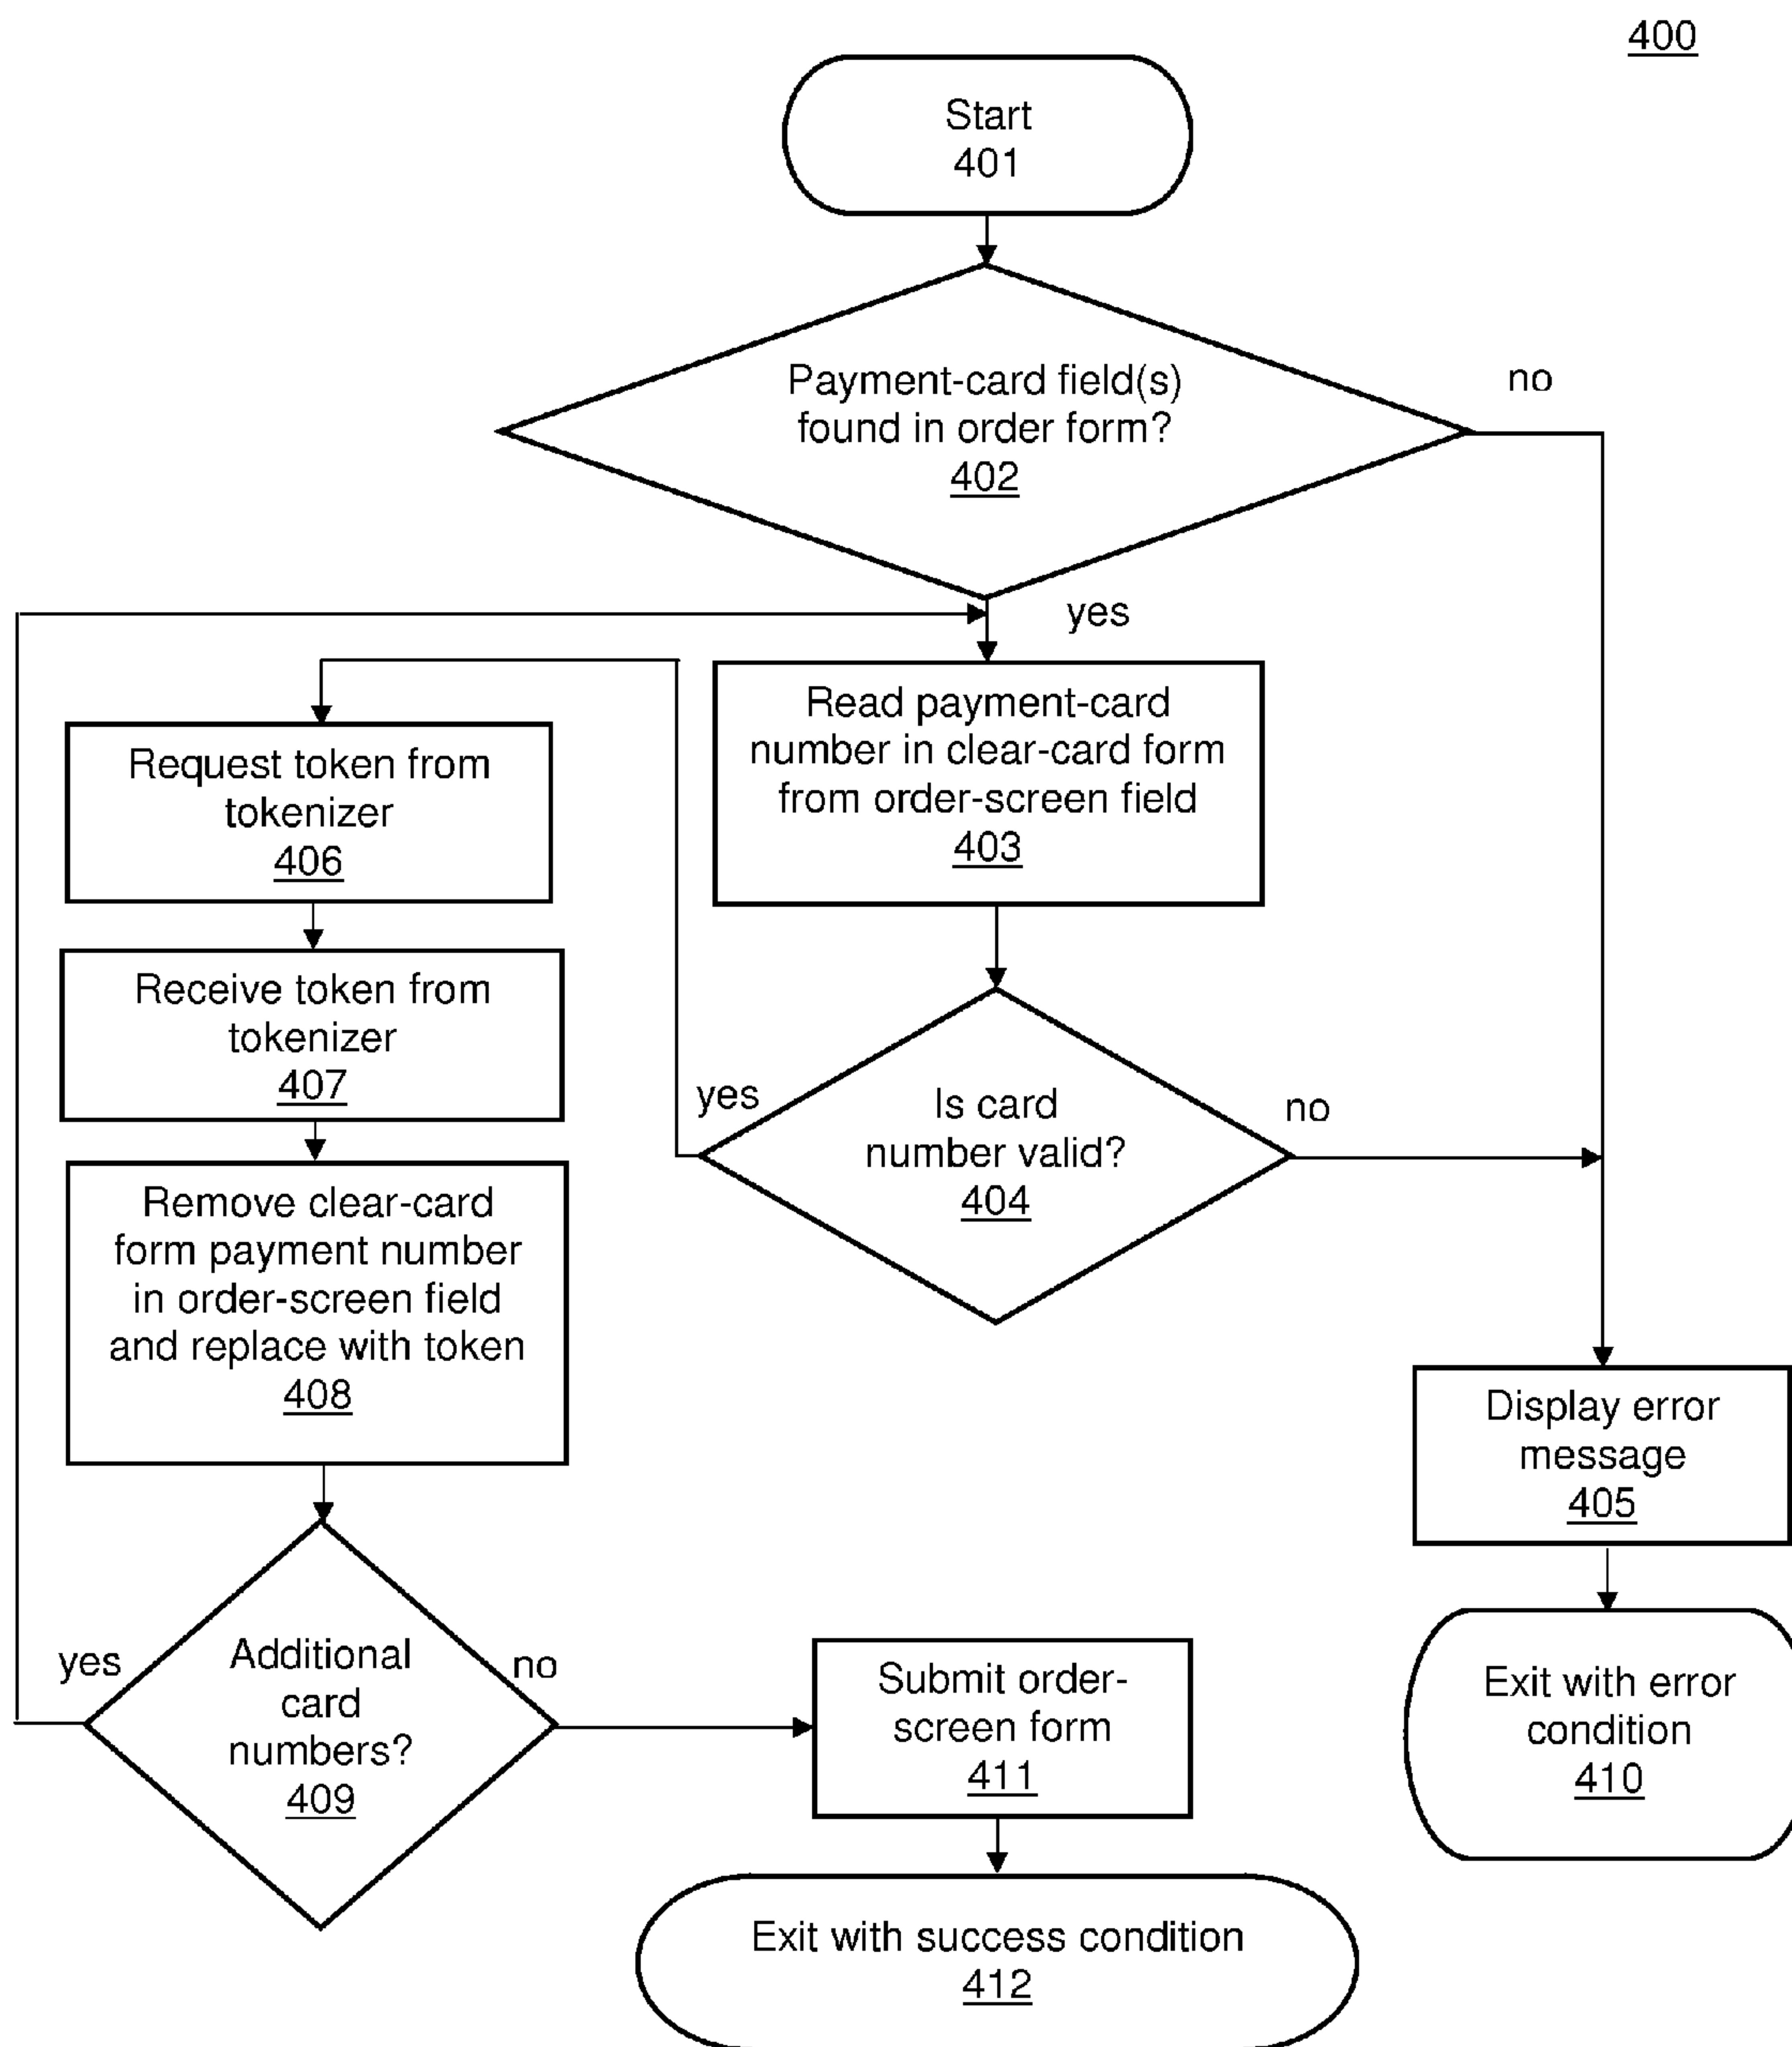 400
Start
401
Payment-card field(s)
found in order form?
402
no
yes
Read payment-card
number in clear-card form
from order-screen field
403
Is card
number valid?
404
yes
no
Request token from
tokenizer
406
Receive token from
tokenizer
407
Remove clear-card
form payment number
in order-screen field
and replace with token
408
Additional
card
numbers?
409
yes
no
Display error
message
405
Exit with error
condition
410
Submit order-
screen form
411
Exit with success condition
412